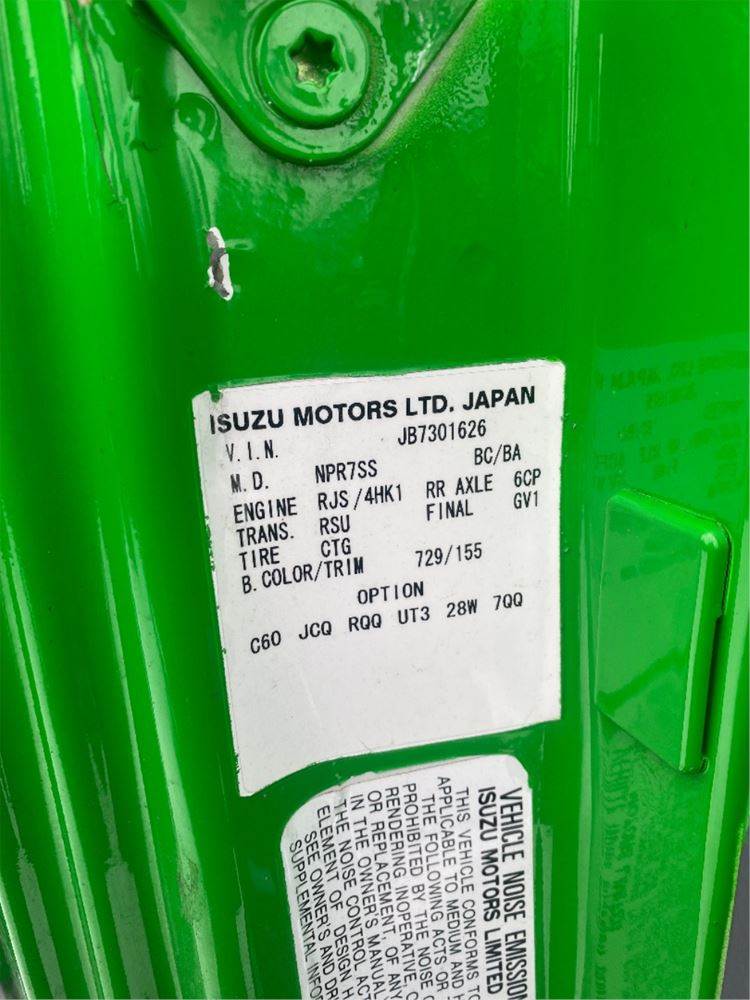 ISUZU MOTORS LTD. JAPAN
V.I.N. JB7301626
M.D. NPR7SS BC/BA
ENGINE RJS/4HK1 RR AXLE 6CP
TRANS. RSU FINAL GV1
TIRE CTG
B.COLOR/TRIM 729/155
OPTION
C60 JCQ RQQ UT3 28W 7QQ
VEHICLE NOISE EMISSION
ISUZU MOTORS LIMITED
THIS VEHICLE CONFORMS TO
APPLICABLE TO MEDIUM AND H
THE FOLLOWING ACTS OR
PROHIBITED BY THE NOISE C
RENDERING INOPERATIVE, O
OR REPLACEMENT, OF ANY
IN THE OWNER'S MANUAL
THE NOISE CONTROL ACT
ELEMENT OF DESIGN H
SEE OWNER'S AND DR
SUPPLEMENTAL INFO